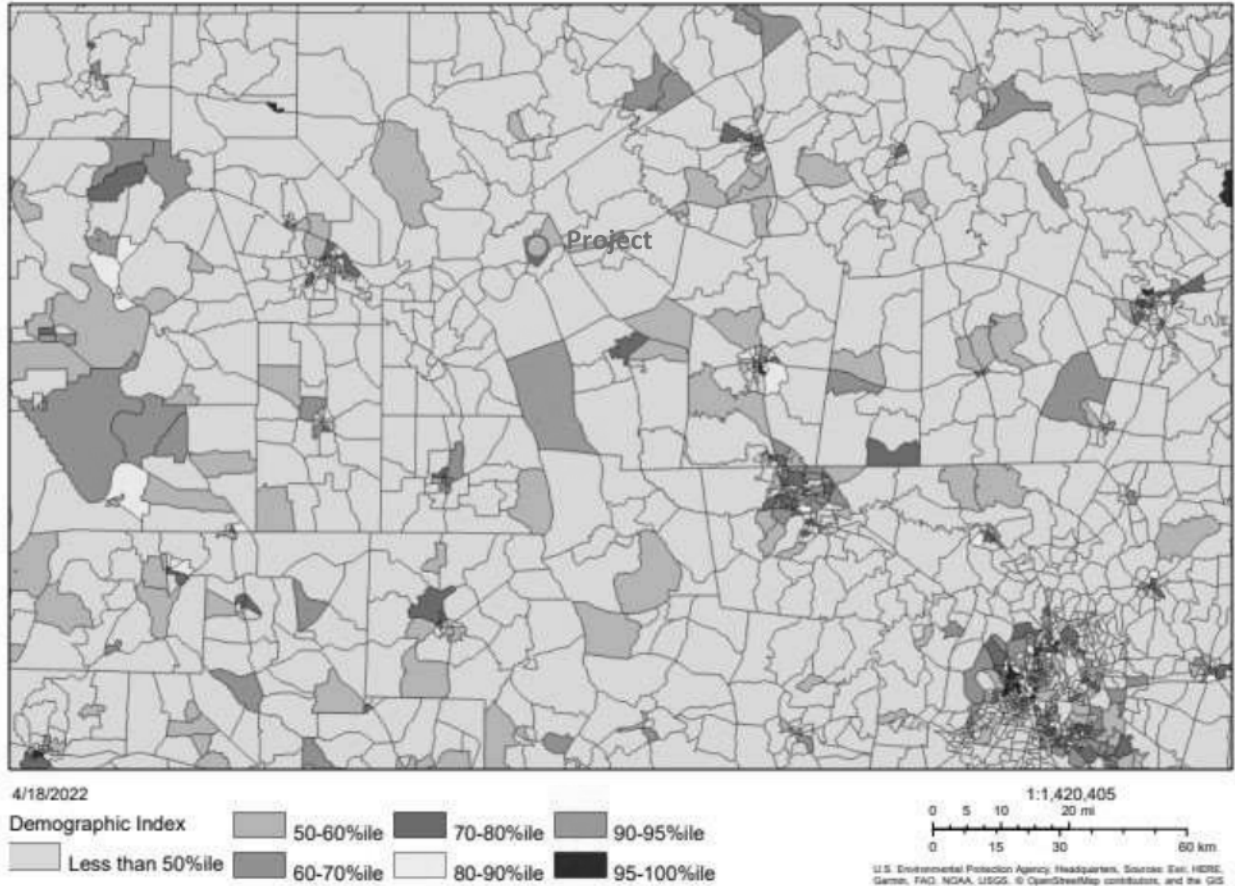 Project
4/18/2022
Demographic Index
Less than 50%ile
50-60%ile
60-70%ile
70-80%ile
80-90%ile
90-95%ile
95-100%ile
1:1,420,405
0 5 10 20 mi
0 15 30 60 km
U.S. Environmental Protection Agency, Headquarters, Sources: Esri, HERE,
Garmin, FAO, NOAA, USGS, © OpenStreetMap contributors, and the GIS